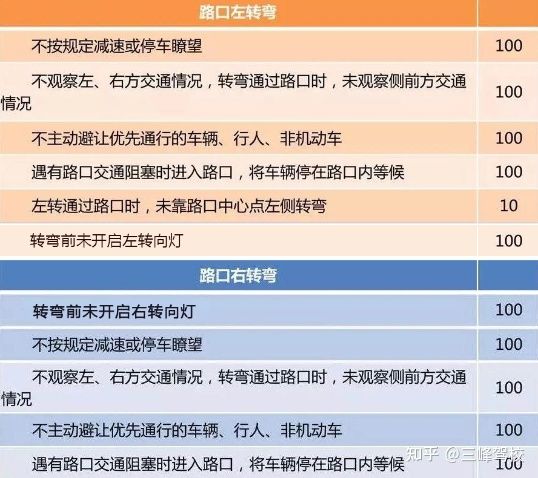 路口左转弯
不按规定减速或停车瞭望 100
不观察左、右方交通情况，转弯通过路口时，未观察侧前方交通
情况 100
不主动避让优先通行的车辆、行人、非机动车 100
遇有路口交通阻塞时进入路口，将车辆停在路口内等候 100
左转通过路口时，未靠路口中心点左侧转弯 10
转弯前未开启左转向灯 100
路口右转弯
转弯前未开启右转向灯 100
不按规定减速或停车瞭望 100
不观察左、右方交通情况，转弯通过路口时，未观察侧前方交通
情况 100
不主动避让优先通行的车辆、行人、非机动车 100
遇有路口交通阻塞时进入路口，将车辆停在路口内等候 100
知乎 @三峰驾校